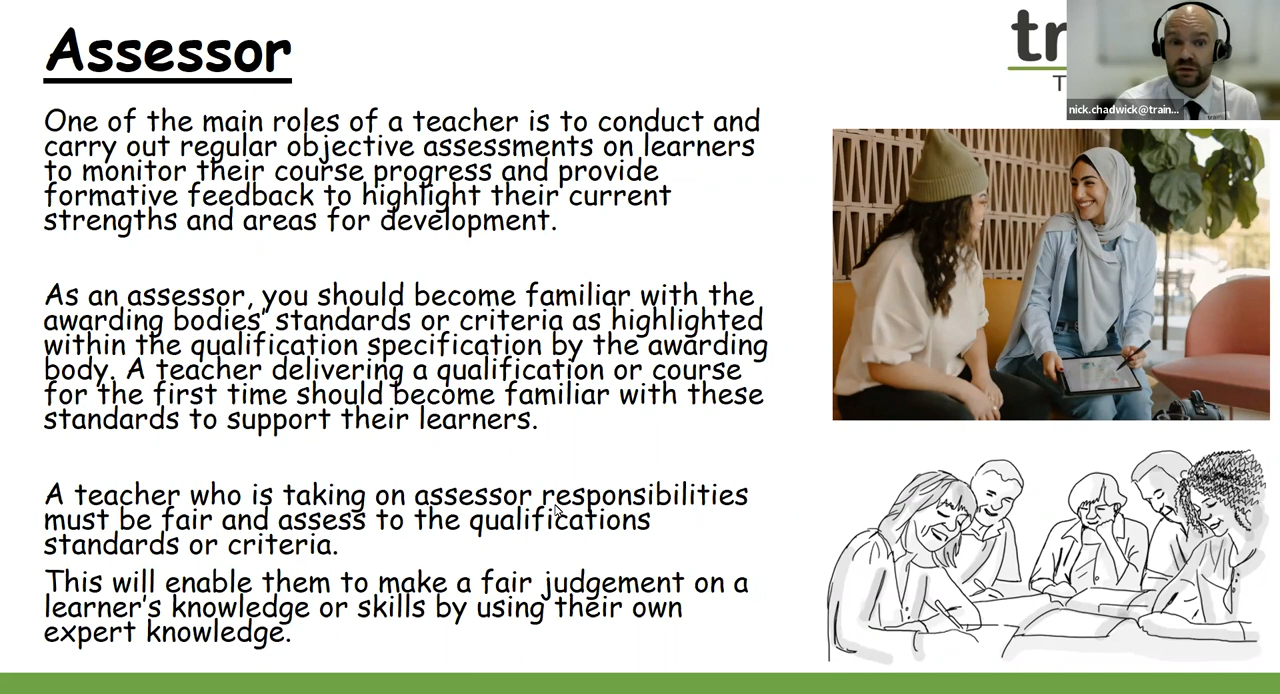 Assessor
One of the main roles of a teacher is to conduct and
carry out regular objective assessments on learners
to monitor their course progress and provide
formative feedback to highlight their current
strengths and areas for development.
As an assessor, you should become familiar with the
awarding bodies’ standards or criteria as highlighted
within the qualification specification by the awarding
body. A teacher delivering a qualification or course
for the first time should become familiar with these
standards to support their learners.
A teacher who is taking on assessor responsibilities
must be fair and assess to the qualifications
standards or criteria.
This will enable them to make a fair judgement on a
learner’s knowledge or skills by using their own
expert knowledge.
tr
T
nick.chadwick@train...